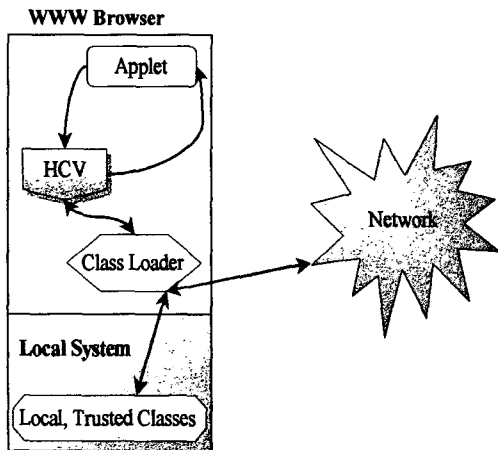 WWW Browser
Applet
HCV
Network
Class Loader
Local System
Local, Trusted Classes